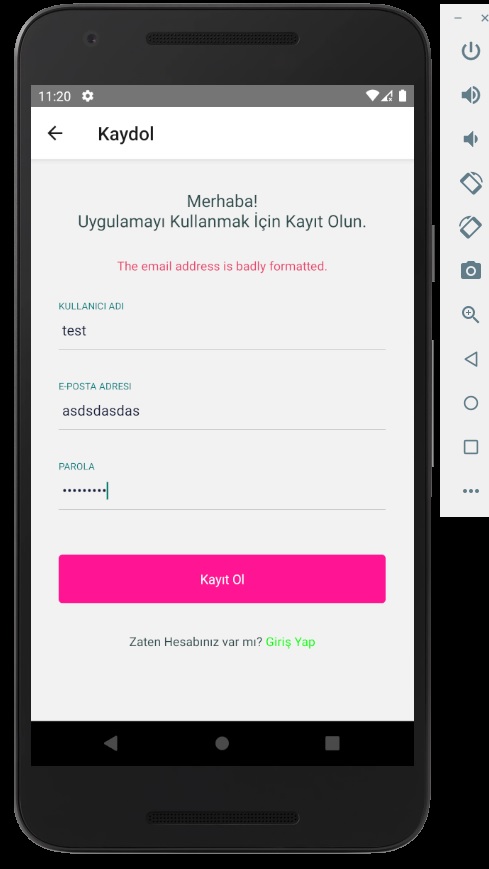 11:20
Kaydol
Merhaba!
Uygulamayı Kullanmak İçin Kayıt Olun.
The email address is badly formatted.
KULLANICI ADI
test
E-POSTA ADRESI
asdsdasdas
PAROLA
•••••••••
Kayıt Ol
Zaten Hesabınız var mı? Giriş Yap